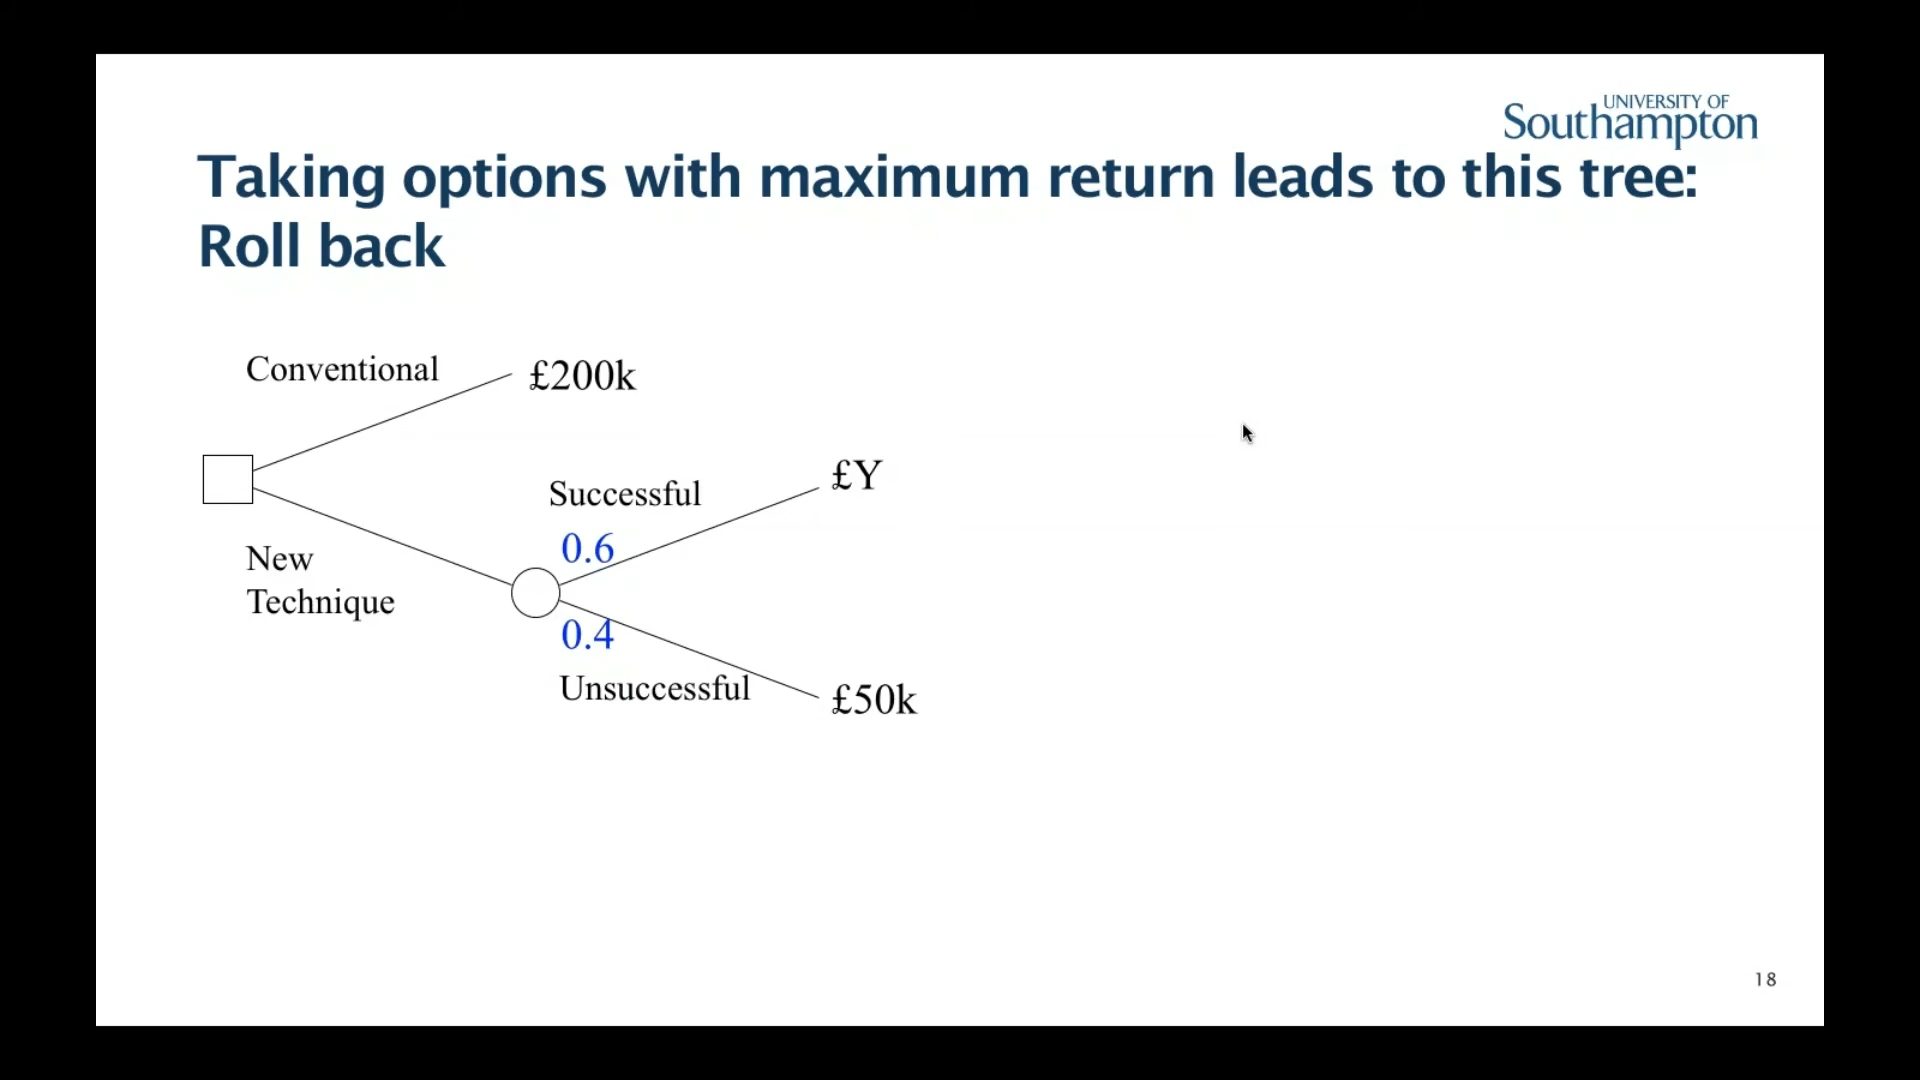 UNIVERSITY OF
Southampton
Taking options with maximum return leads to this tree:
Roll back
Conventional
£200k
£Y
Successful
0.6
New
Technique
0.4
Unsuccessful
£50k
18